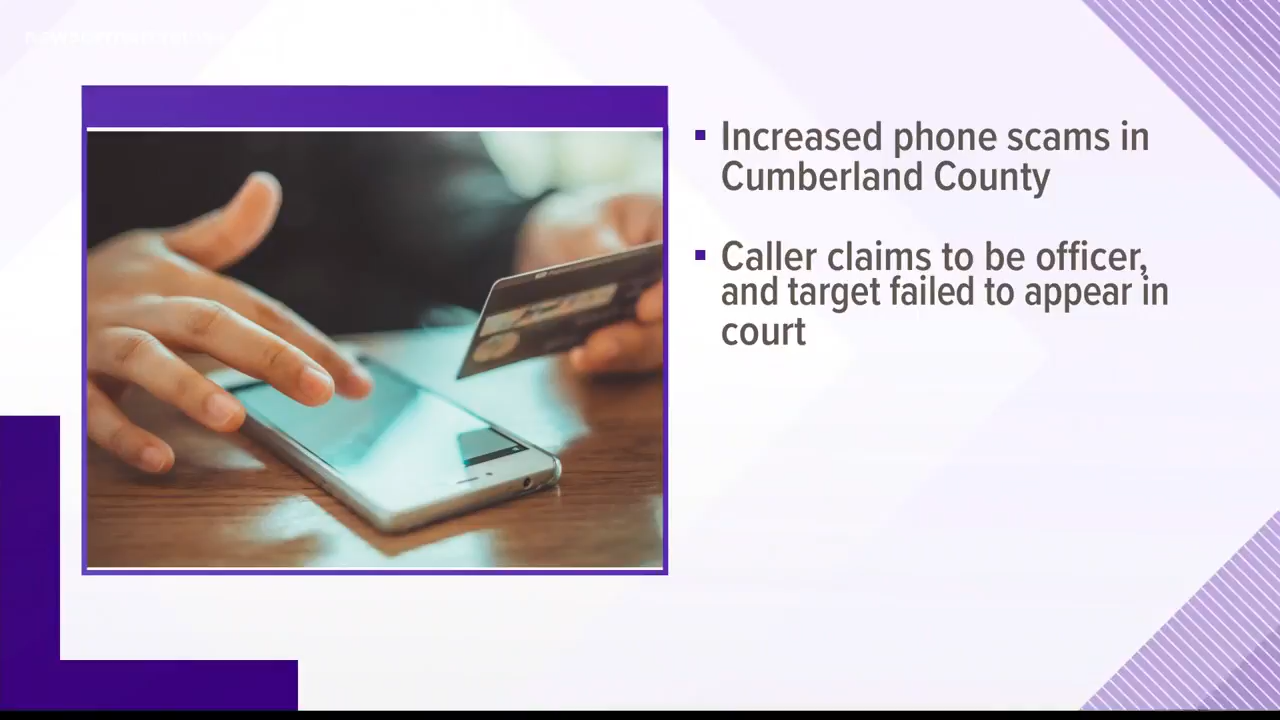 Increased phone scams in
Cumberland County
Caller claims to be officer,
and target failed to appear in
court